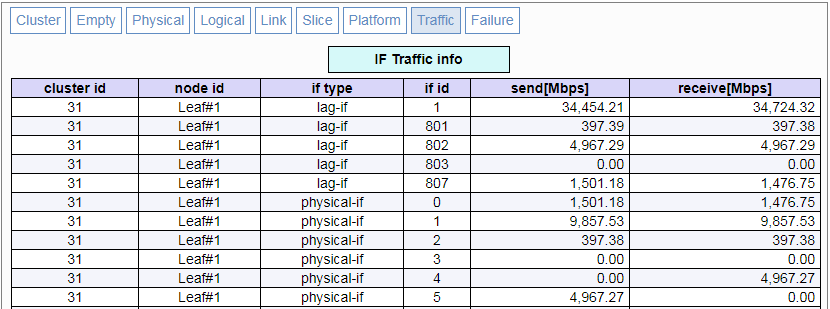 Cluster Empty Physical Logical Link Slice Platform Traffic Failure
IF Traffic info
cluster id node id if type if id send[Mbps] receive[Mbps]
31 Leaf#1 lag-if 1 34,454.21 34,724.32
31 Leaf#1 lag-if 801 397.39 397.38
31 Leaf#1 lag-if 802 4,967.29 4,967.29
31 Leaf#1 lag-if 803 0.00 0.00
31 Leaf#1 lag-if 807 1,501.18 1,476.75
31 Leaf#1 physical-if 0 1,501.18 1,476.75
31 Leaf#1 physical-if 1 9,857.53 9,857.53
31 Leaf#1 physical-if 2 397.38 397.38
31 Leaf#1 physical-if 3 0.00 0.00
31 Leaf#1 physical-if 4 0.00 4,967.27
31 Leaf#1 physical-if 5 4,967.27 0.00